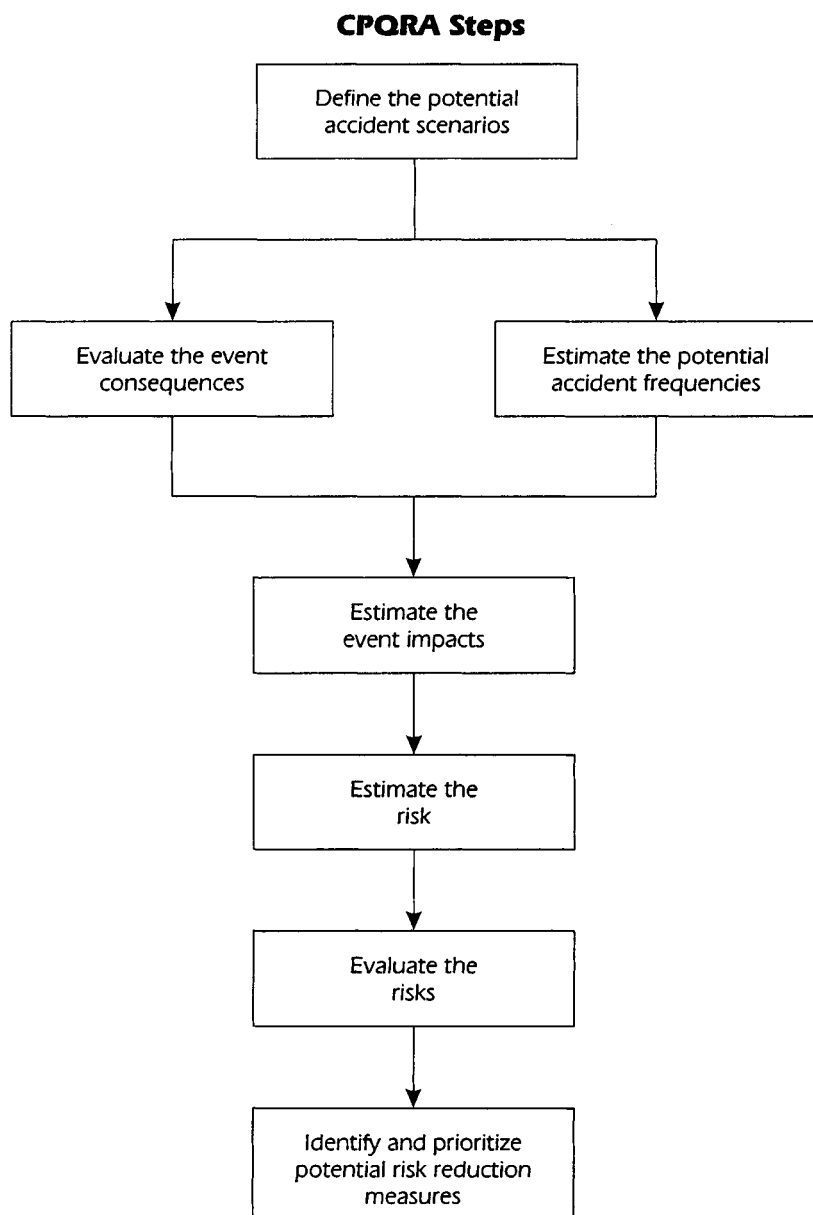 CPQRA Steps
Define the potential
accident scenarios
Evaluate the event
consequences
Estimate the potential
accident frequencies
Estimate the
event impacts
Estimate the
risk
Evaluate the
risks
Identify and prioritize
potential risk reduction
measures